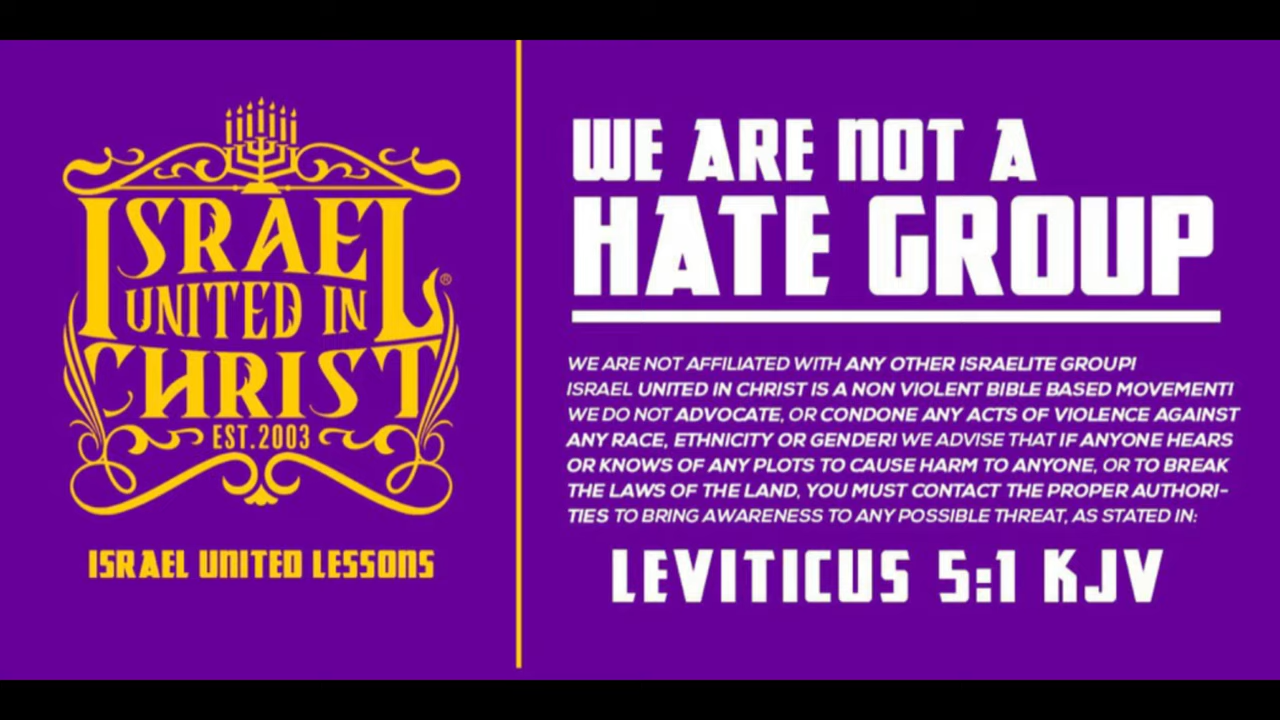 ISRAEL
UNITED IN
CHRIST
®
EST. 2003
ISRAEL UNITED LESSONS
WE ARE NOT A
HATE GROUP
WE ARE NOT AFFILIATED WITH ANY OTHER ISRAELITE GROUP!
ISRAEL UNITED IN CHRIST IS A NON VIOLENT BIBLE BASED MOVEMENT!
WE DO NOT ADVOCATE, OR CONDONE ANY ACTS OF VIOLENCE AGAINST
ANY RACE, ETHNICITY OR GENDER! WE ADVISE THAT IF ANYONE HEARS
OR KNOWS OF ANY PLOTS TO CAUSE HARM TO ANYONE, OR TO BREAK
THE LAWS OF THE LAND, YOU MUST CONTACT THE PROPER AUTHORI-
TIES TO BRING AWARENESS TO ANY POSSIBLE THREAT, AS STATED IN:
LEVITICUS 5:1 KJV